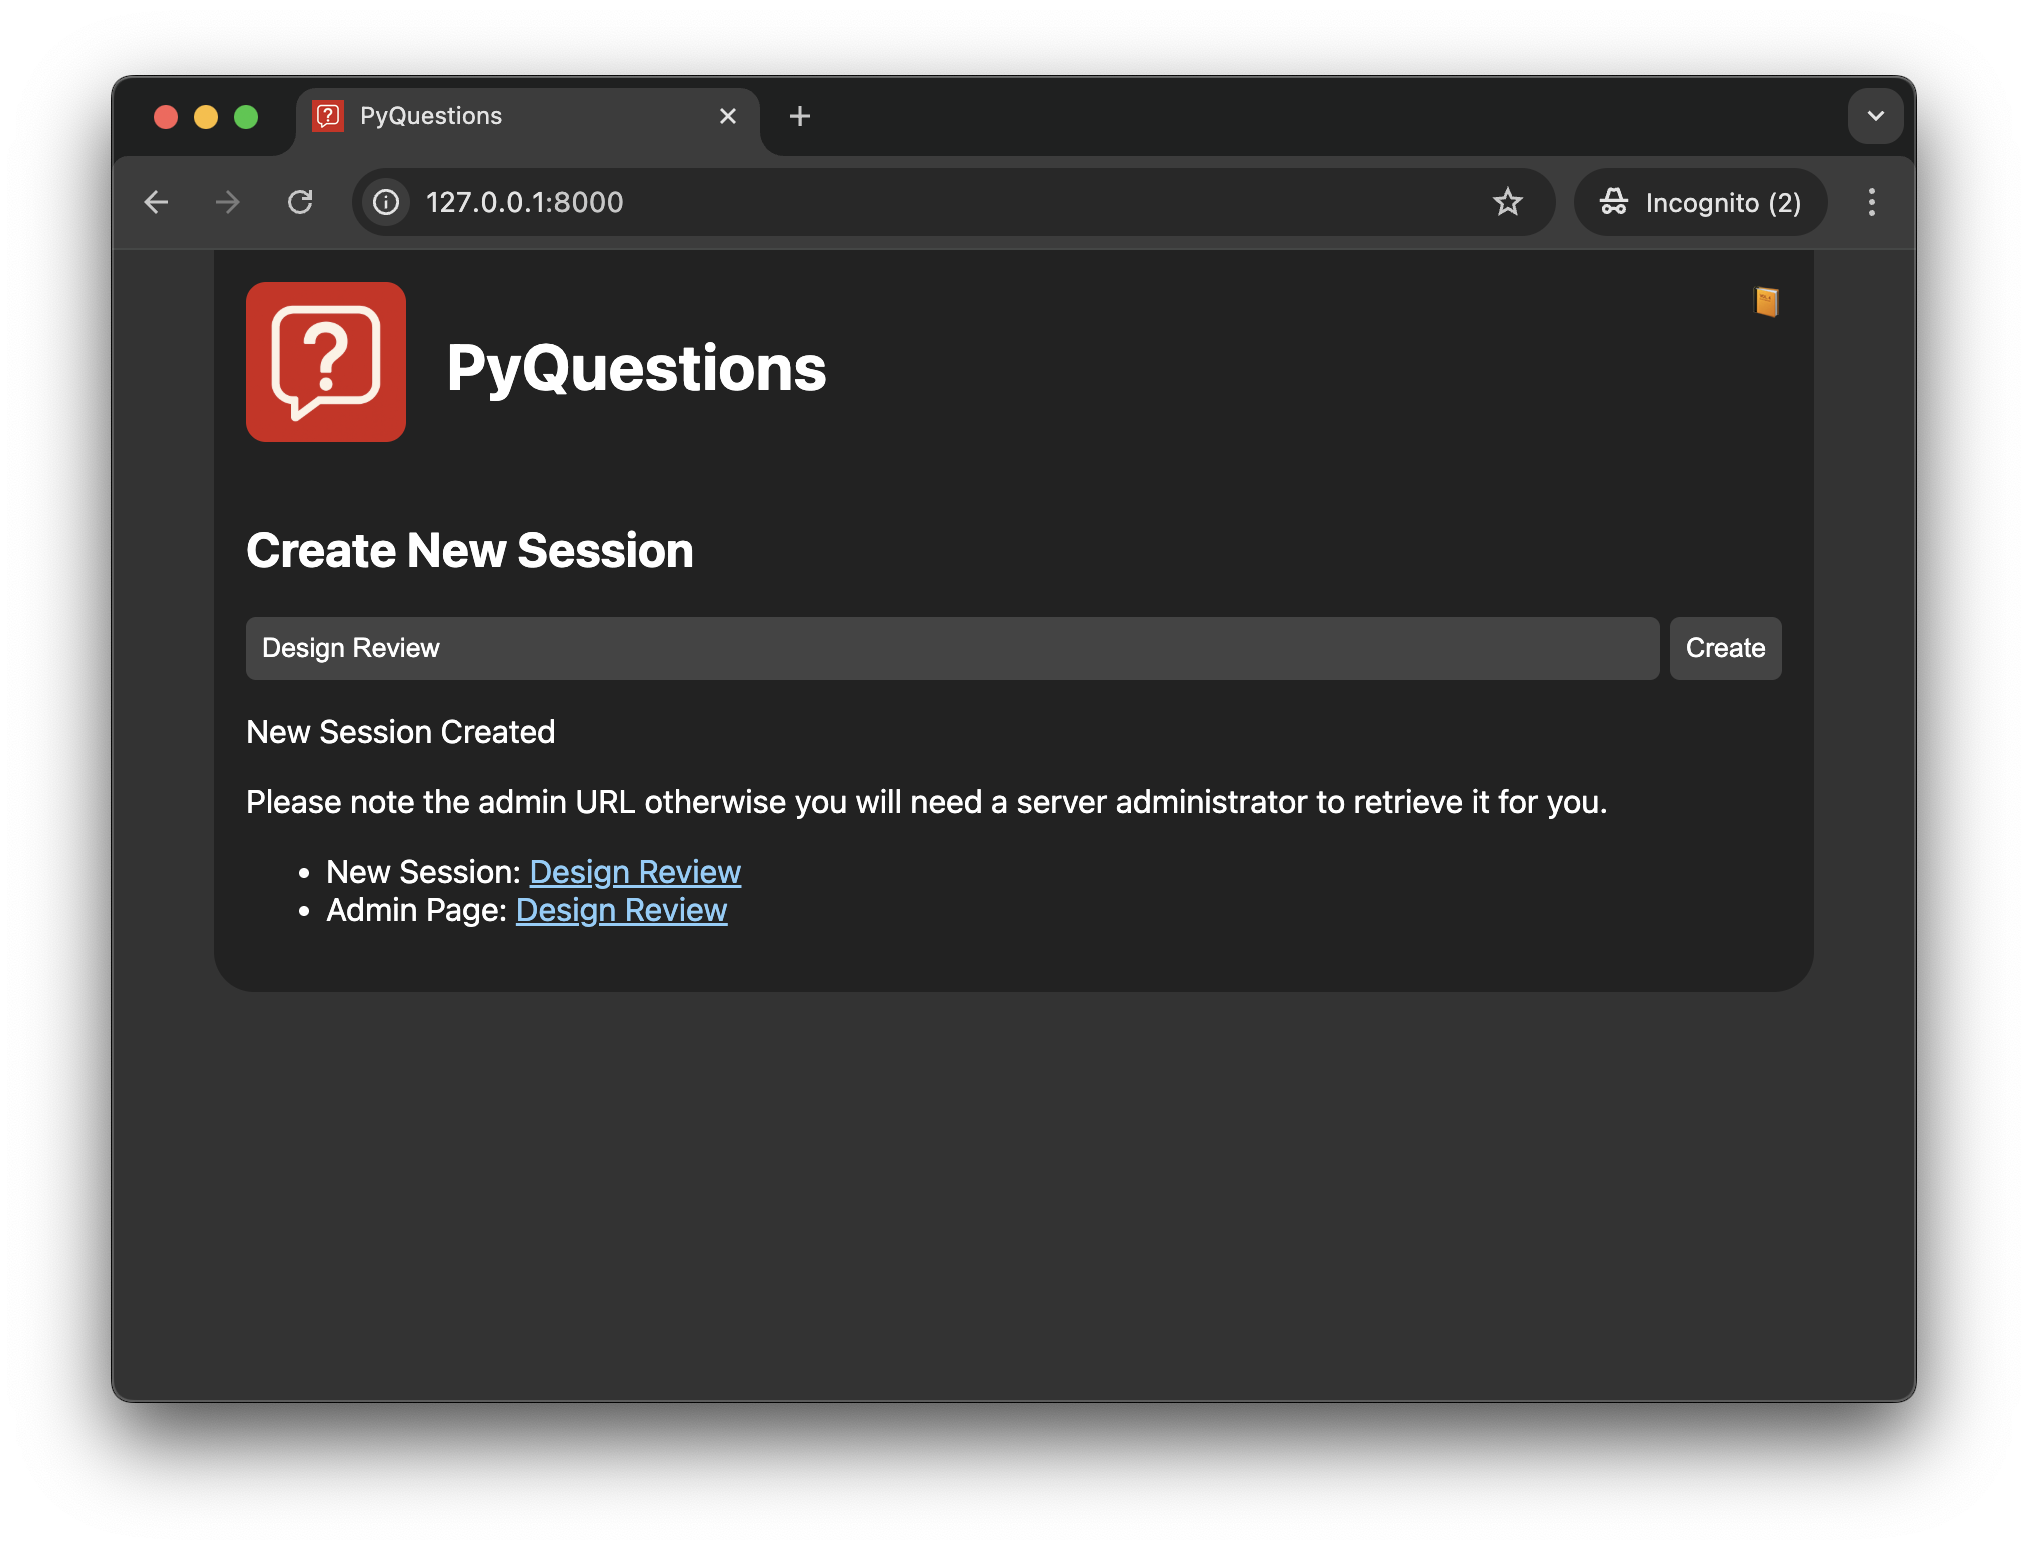 PyQuestions
127.0.0.1:8000
Incognito (2)
PyQuestions
Create New Session
Design Review
Create
New Session Created
Please note the admin URL otherwise you will need a server administrator to retrieve it for you.
• New Session: Design Review
• Admin Page: Design Review